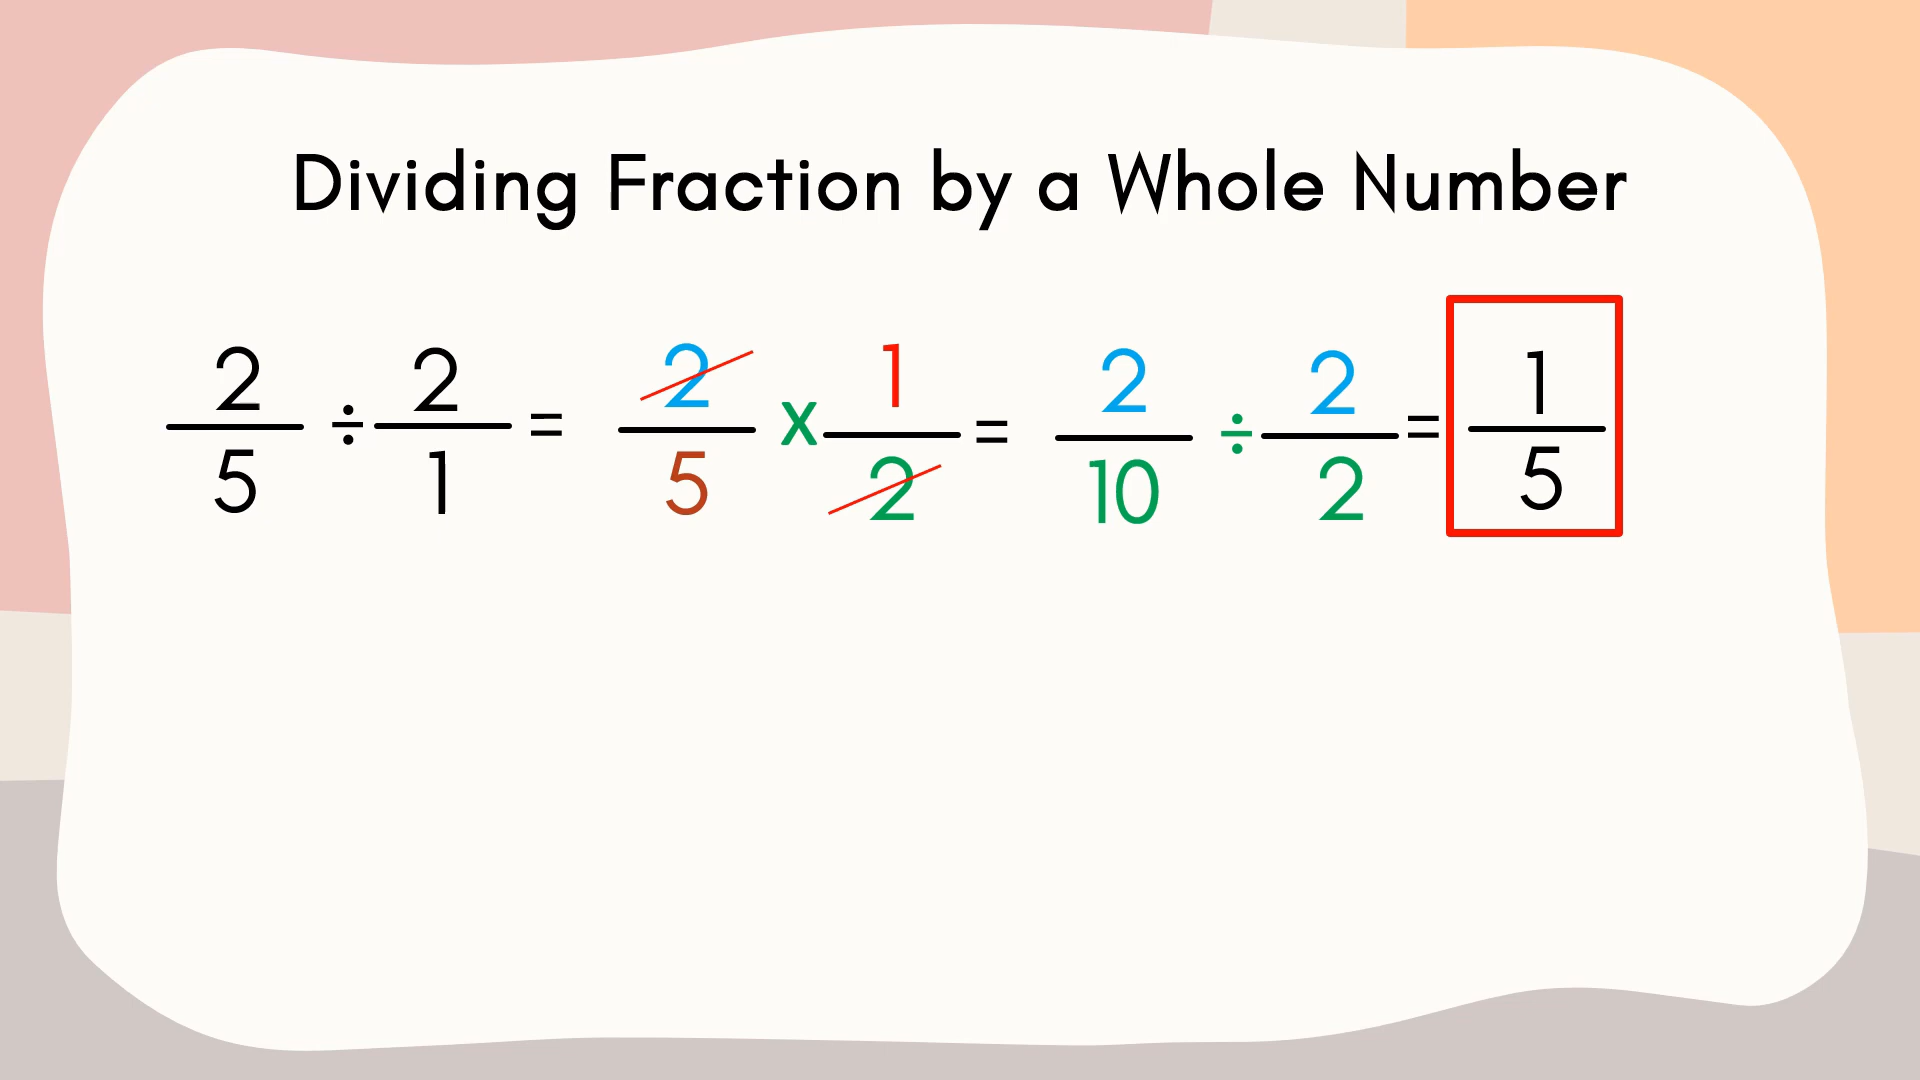 Dividing Fraction by a Whole Number
2/5 ÷ 2/1 = 2/5 x 1/2 = 2/10 ÷ 2/2 = 1/5